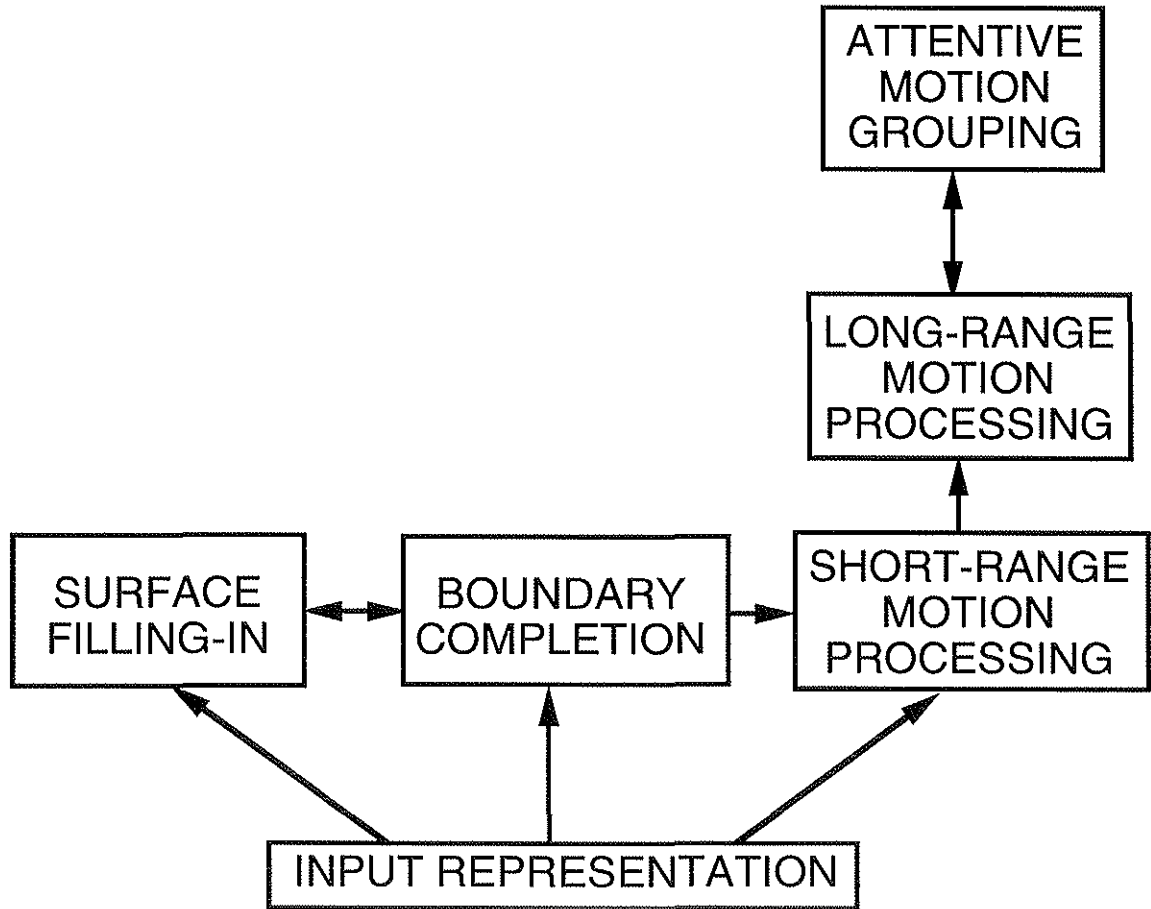 ATTENTIVE
MOTION
GROUPING
LONG-RANGE
MOTION
PROCESSING
SURFACE
FILLING-IN
BOUNDARY
COMPLETION
SHORT-RANGE
MOTION
PROCESSING
INPUT REPRESENTATION